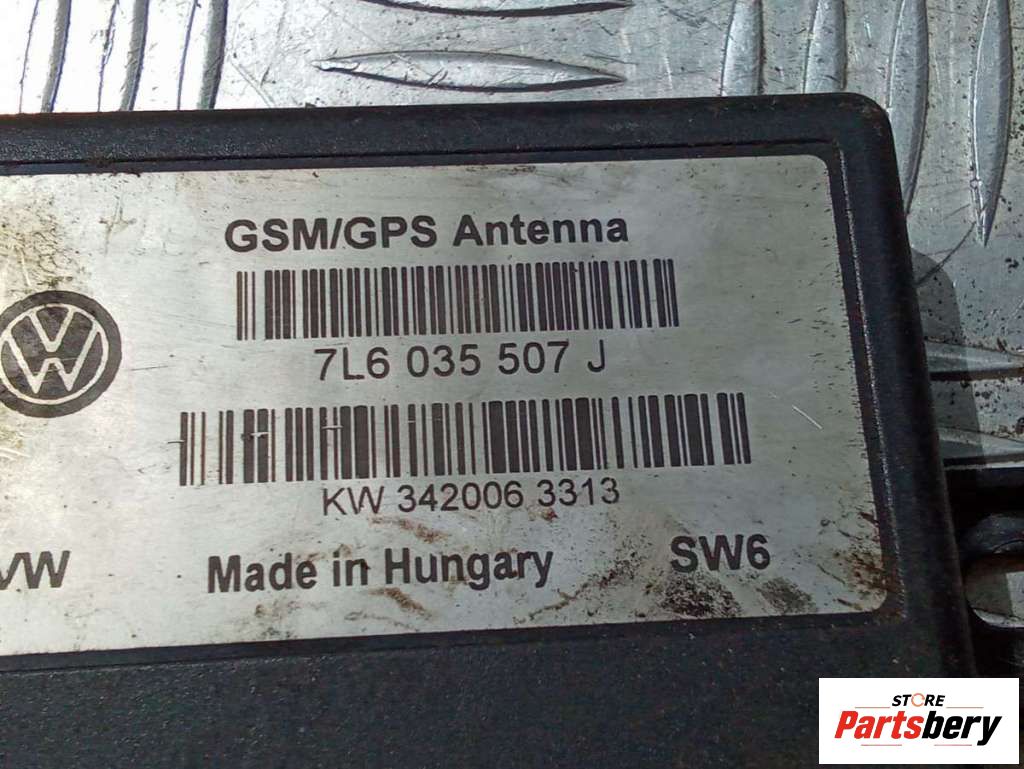 GSM/GPS Antenna
7L6 035 507 J
KW 342006 3313
VW Made in Hungary SW6
STORE
Partsbery